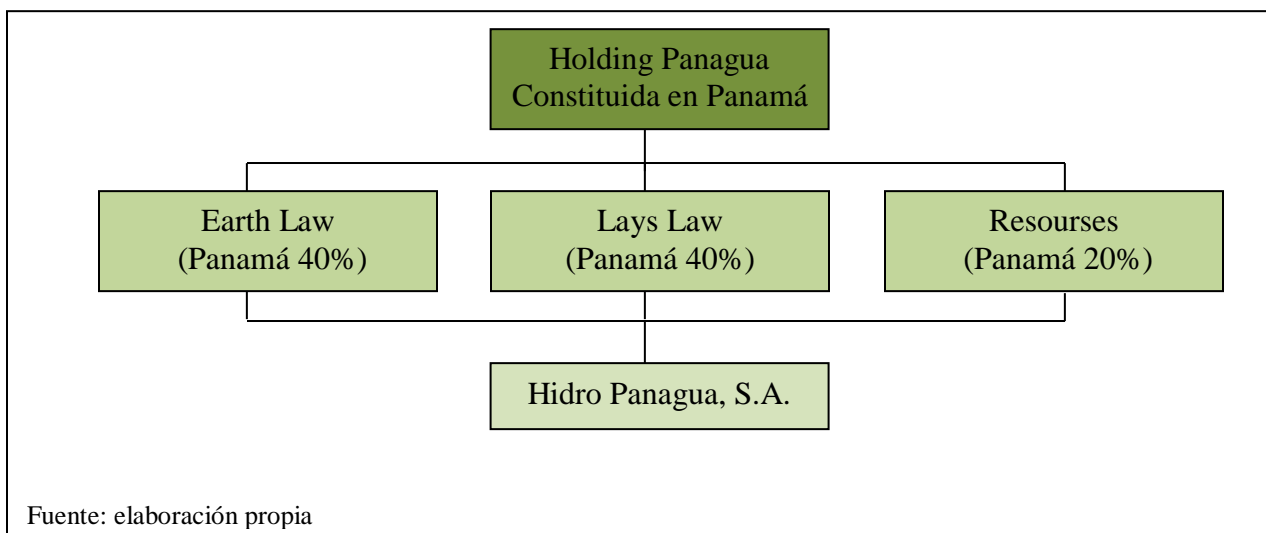 Holding Panagua
Constituida en Panamá
Earth Law
(Panamá 40%)
Lays Law
(Panamá 40%)
Resourses
(Panamá 20%)
Hidro Panagua, S.A.
Fuente: elaboración propia